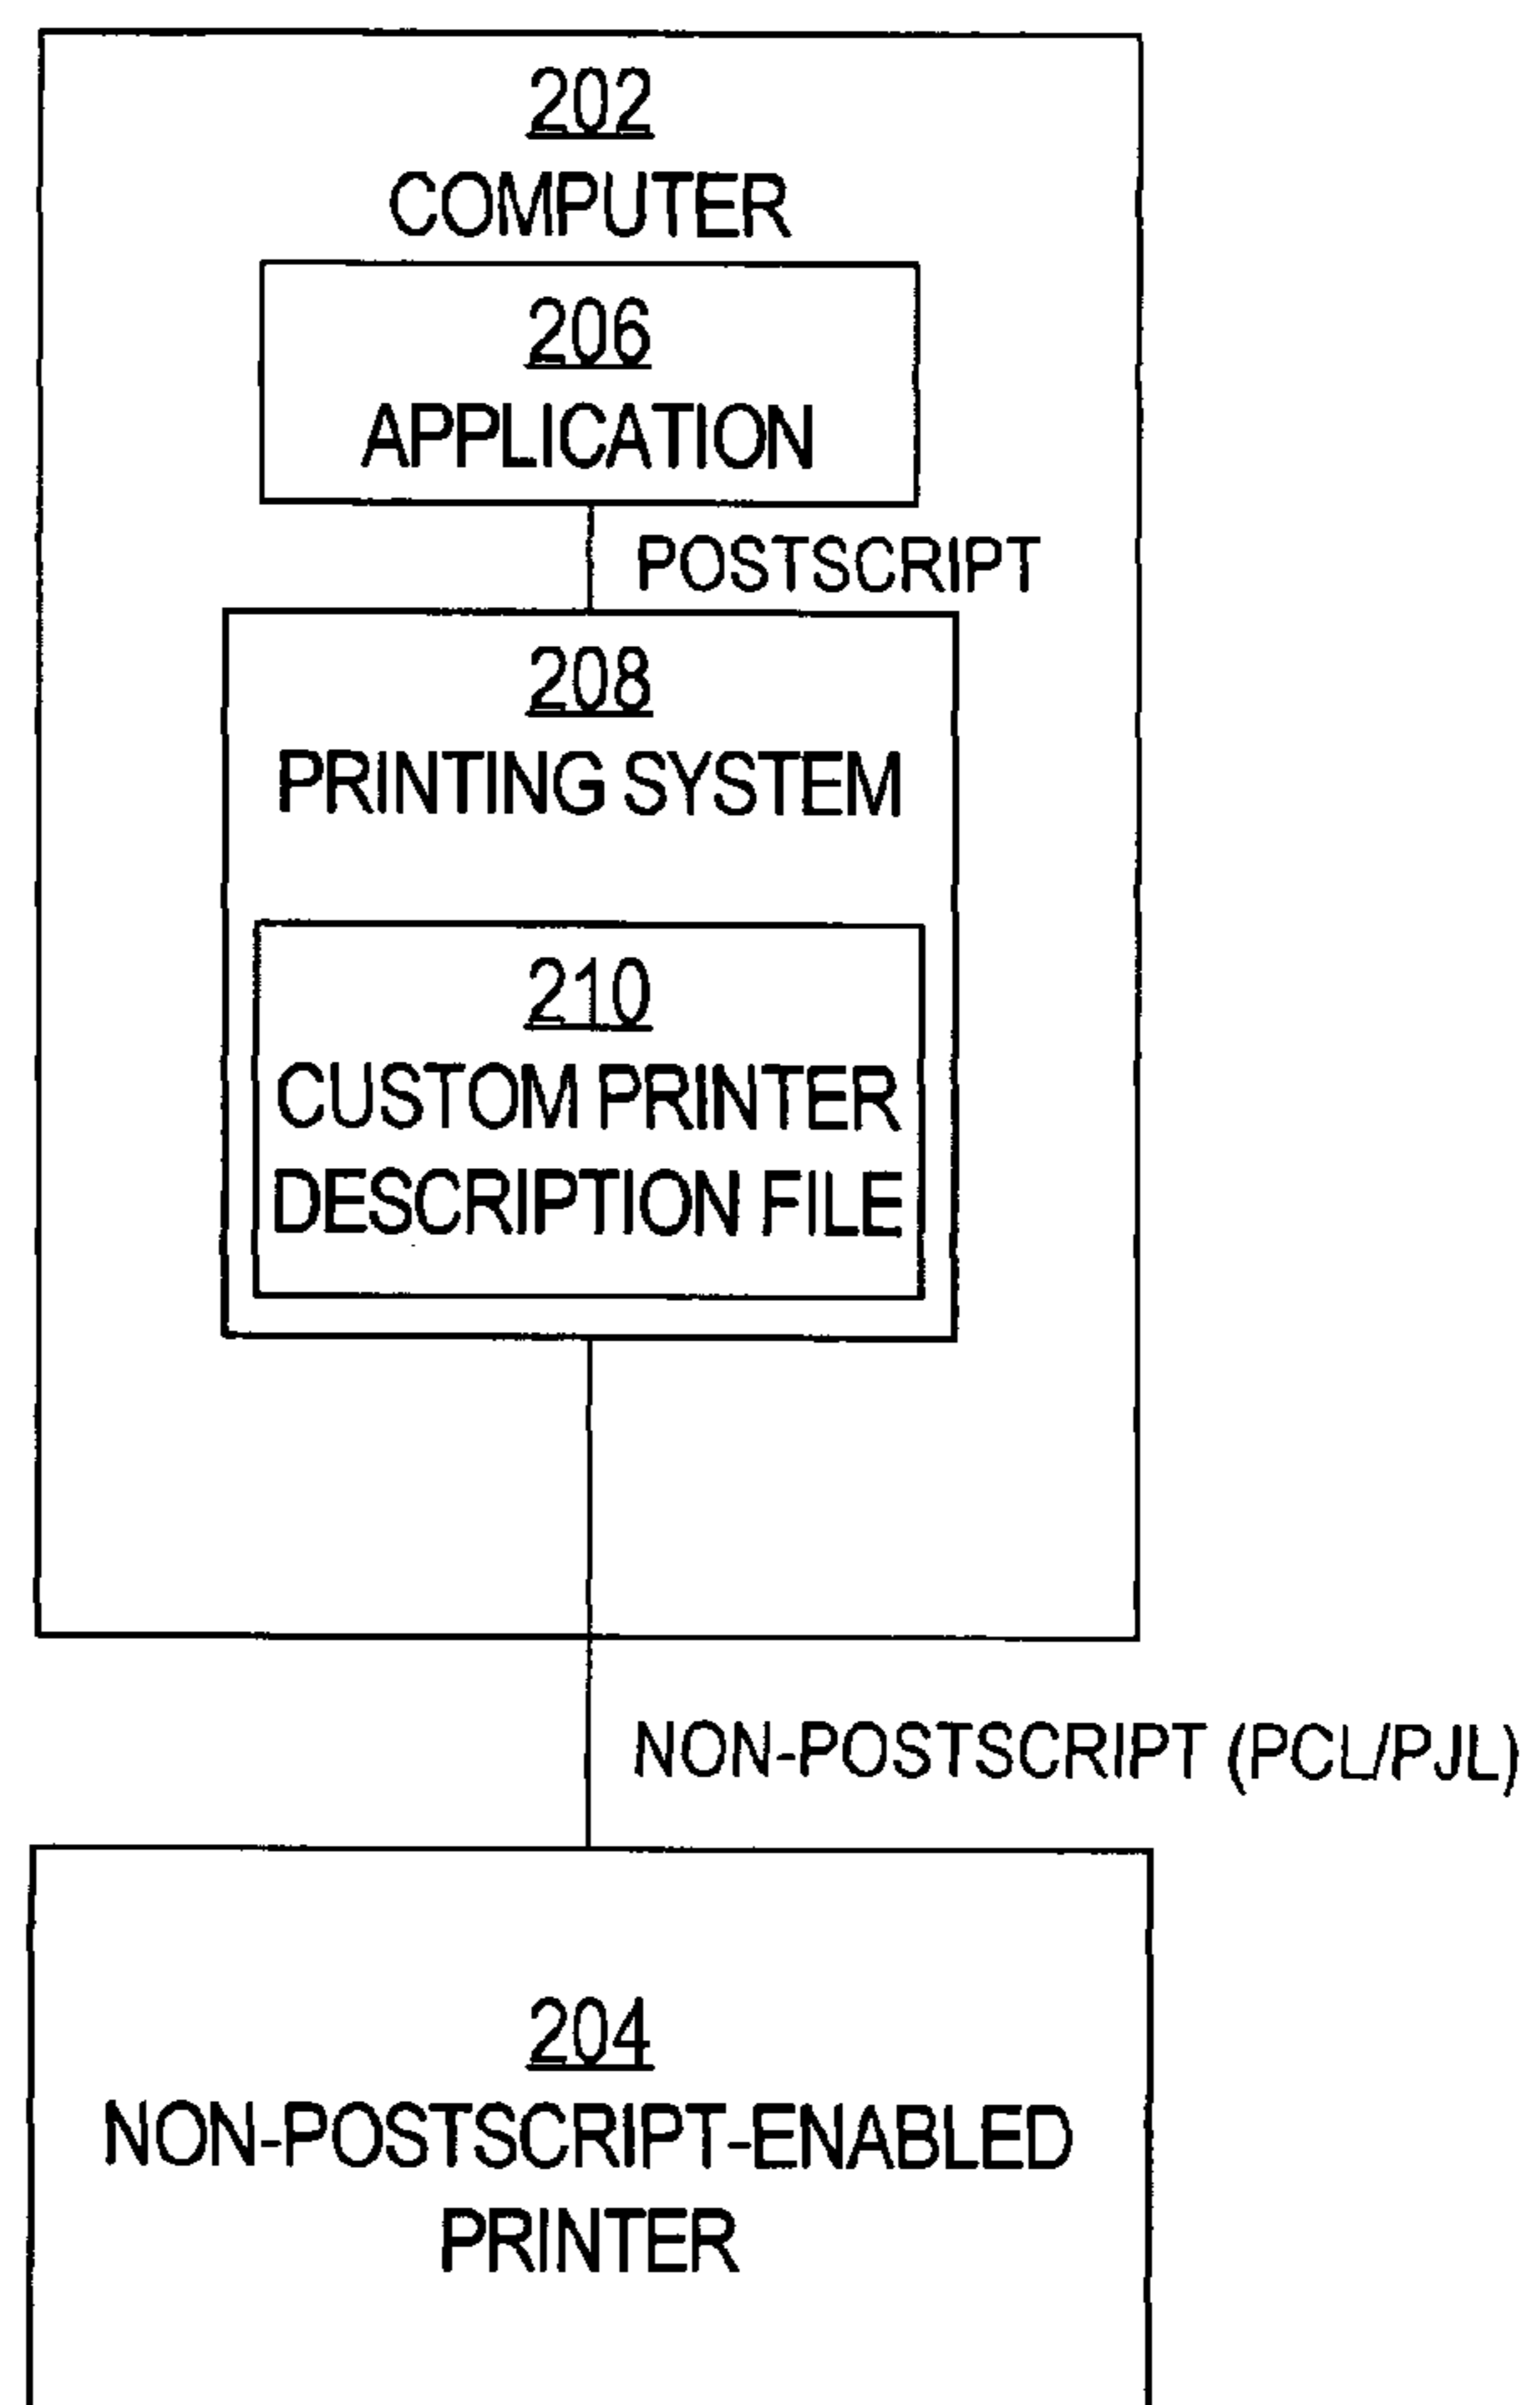 202
COMPUTER
206
APPLICATION
POSTSCRIPT
208
PRINTING SYSTEM
210
CUSTOM PRINTER
DESCRIPTION FILE
NON-POSTSCRIPT (PCL/PJL)
204
NON-POSTSCRIPT-ENABLED
PRINTER